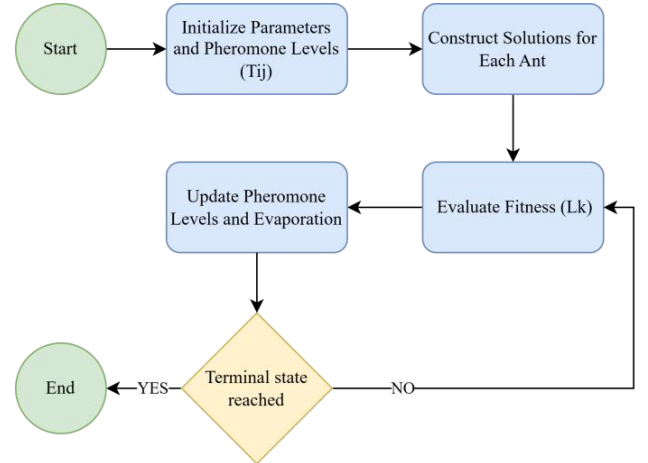 Start
Initialize Parameters
and Pheromone Levels
(Tij)
Construct Solutions for
Each Ant
Update Pheromone
Levels and Evaporation
Evaluate Fitness (Lk)
End
YES
Terminal state
reached
NO